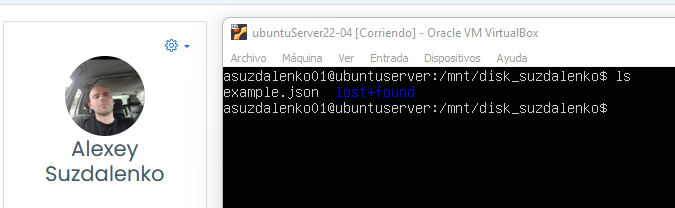 Alexey
Suzdalenko
ubuntuServer22-04 [Corriendo] - Oracle VM VirtualBox
Archivo Máquina Ver Entrada Dispositivos Ayuda
asuzdalenko01@ubuntuserver:/mnt/disk_suzdalenko$ ls
example.json lost+found
asuzdalenko01@ubuntuserver:/mnt/disk_suzdalenko$